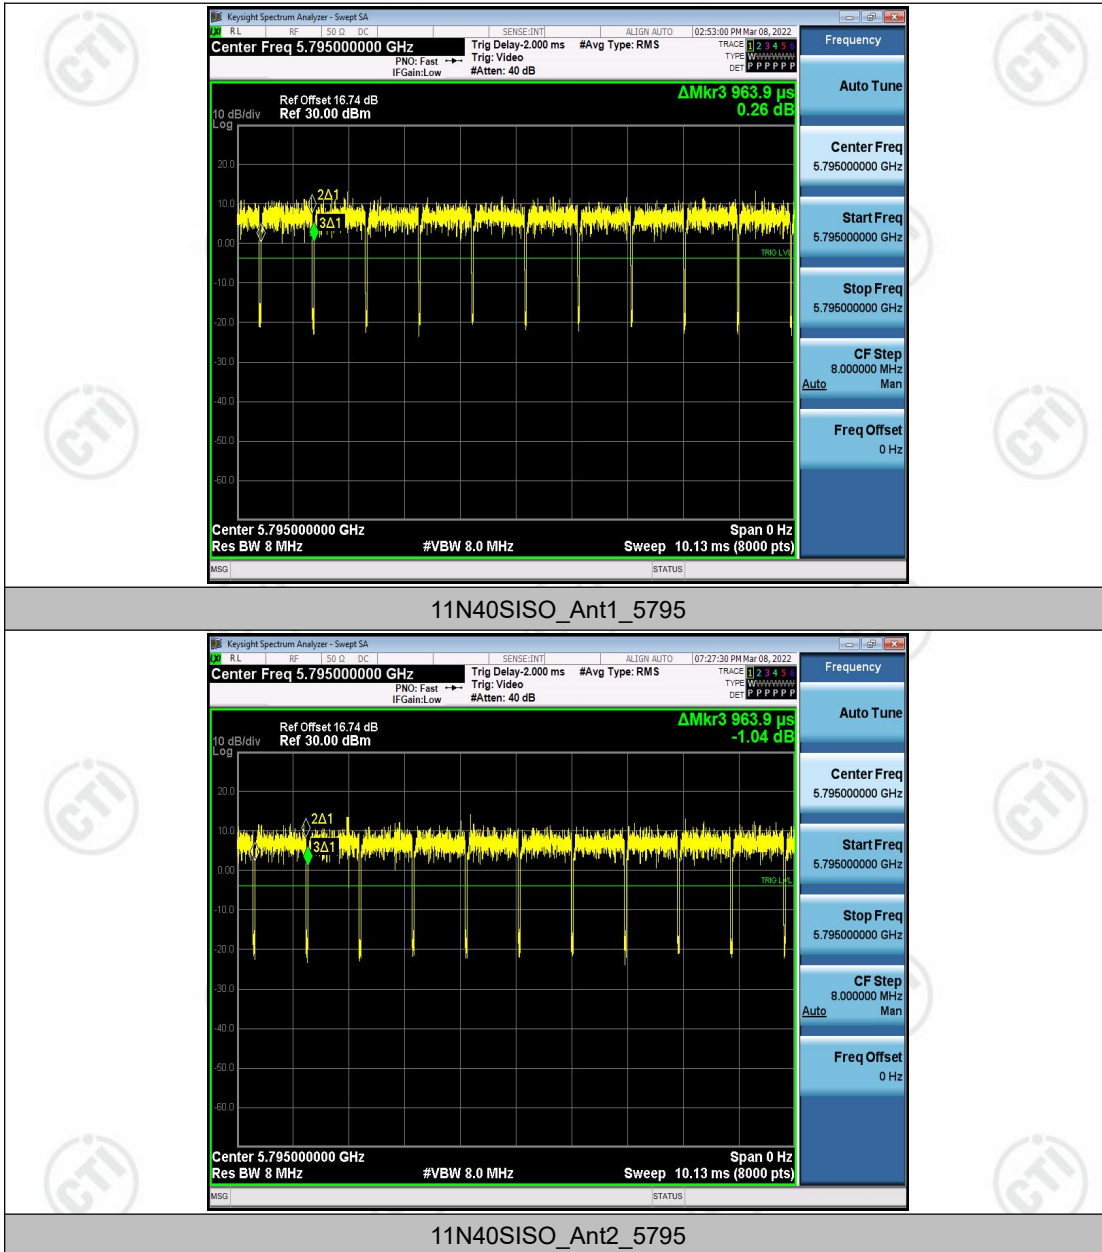 Keysight Spectrum Analyzer - Swept SA
LXI RL RF 50 Ω DC SENSE:INT ALIGN AUTO 02:53:00 PM Mar 08, 2022
Center Freq 5.795000000 GHz
Trig Delay-2.000 ms #Avg Type: RMS
TRACE 1 2 3 4 5 6
PNO: Fast Trig: Video
TYPE WWWWWW
IFGain:Low #Atten: 40 dB
DET P P P P P P
ΔMkr3 963.9 µs
0.26 dB
Ref Offset 16.74 dB
10 dB/div Ref 30.00 dBm
Log
20.0
10.0
0.00
-10.0
-20.0
-30.0
-40.0
-50.0
-60.0
2Δ1
3Δ1
TRIG LVL
Center 5.795000000 GHz Span 0 Hz
Res BW 8 MHz #VBW 8.0 MHz Sweep 10.13 ms (8000 pts)
MSG STATUS
Frequency
Auto Tune
Center Freq
5.795000000 GHz
Start Freq
5.795000000 GHz
Stop Freq
5.795000000 GHz
CF Step
8.000000 MHz
Auto Man
Freq Offset
0 Hz
11N40SISO_Ant1_5795
Keysight Spectrum Analyzer - Swept SA
LXI RL RF 50 Ω DC SENSE:INT ALIGN AUTO 07:27:30 PM Mar 08, 2022
Center Freq 5.795000000 GHz
Trig Delay-2.000 ms #Avg Type: RMS
TRACE 1 2 3 4 5 6
PNO: Fast Trig: Video
TYPE WWWWWW
IFGain:Low #Atten: 40 dB
DET P P P P P P
ΔMkr3 963.9 µs
-1.04 dB
Ref Offset 16.74 dB
10 dB/div Ref 30.00 dBm
Log
20.0
10.0
0.00
-10.0
-20.0
-30.0
-40.0
-50.0
-60.0
2Δ1
3Δ1
TRIG LVL
Center 5.795000000 GHz Span 0 Hz
Res BW 8 MHz #VBW 8.0 MHz Sweep 10.13 ms (8000 pts)
MSG STATUS
Frequency
Auto Tune
Center Freq
5.795000000 GHz
Start Freq
5.795000000 GHz
Stop Freq
5.795000000 GHz
CF Step
8.000000 MHz
Auto Man
Freq Offset
0 Hz
11N40SISO_Ant2_5795
CTI
CTI
CTI
CTI
CTI
CTI
CTI
CTI